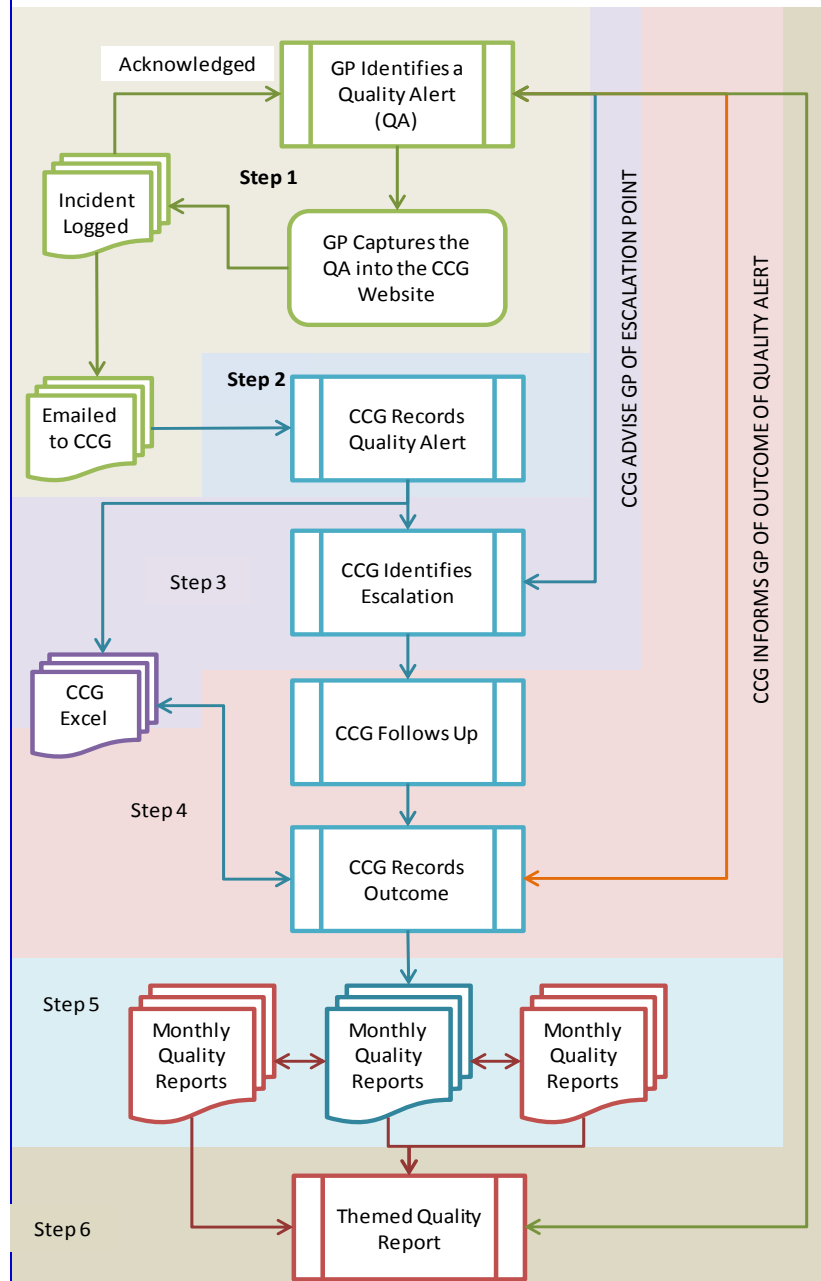 Acknowledged
GP Identifies a
Quality Alert
(QA)
Step 1
Incident
Logged
GP Captures the
QA into the CCG
Website
CCG ADVISE GP OF ESCALATION POINT
CCG INFORMS GP OF OUTCOME OF QUALITY ALERT
Step 2
Emailed
to CCG
CCG Records
Quality Alert
Step 3
CCG Identifies
Escalation
CCG
Excel
CCG Follows Up
Step 4
CCG Records
Outcome
Step 5
Monthly
Quality
Reports
Monthly
Quality
Reports
Monthly
Quality
Reports
Step 6
Themed Quality
Report